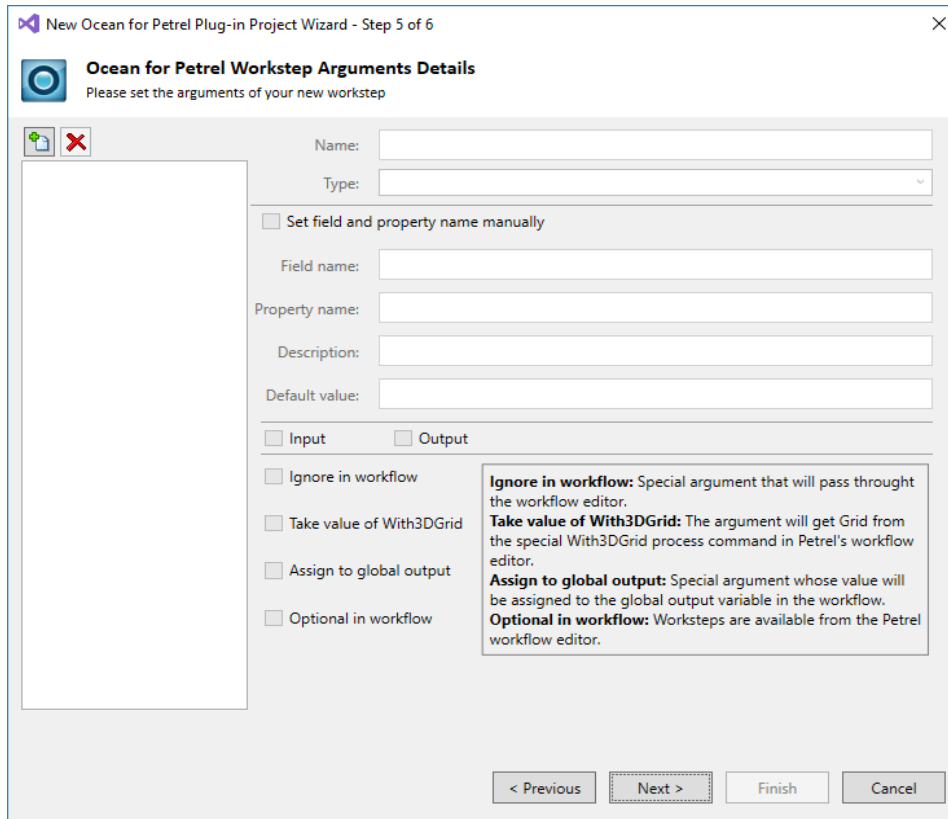 New Ocean for Petrel Plug-in Project Wizard - Step 5 of 6
Ocean for Petrel Workstep Arguments Details
Please set the arguments of your new workstep
Name:
Type:
Set field and property name manually
Field name:
Property name:
Description:
Default value:
Input Output
Ignore in workflow
Take value of With3DGrid
Assign to global output
Optional in workflow
Ignore in workflow: Special argument that will pass throught
the workflow editor.
Take value of With3DGrid: The argument will get Grid from
the special With3DGrid process command in Petrel's workflow
editor.
Assign to global output: Special argument whose value will
be assigned to the global output variable in the workflow.
Optional in workflow: Worksteps are available from the Petrel
workflow editor.
< Previous Next > Finish Cancel